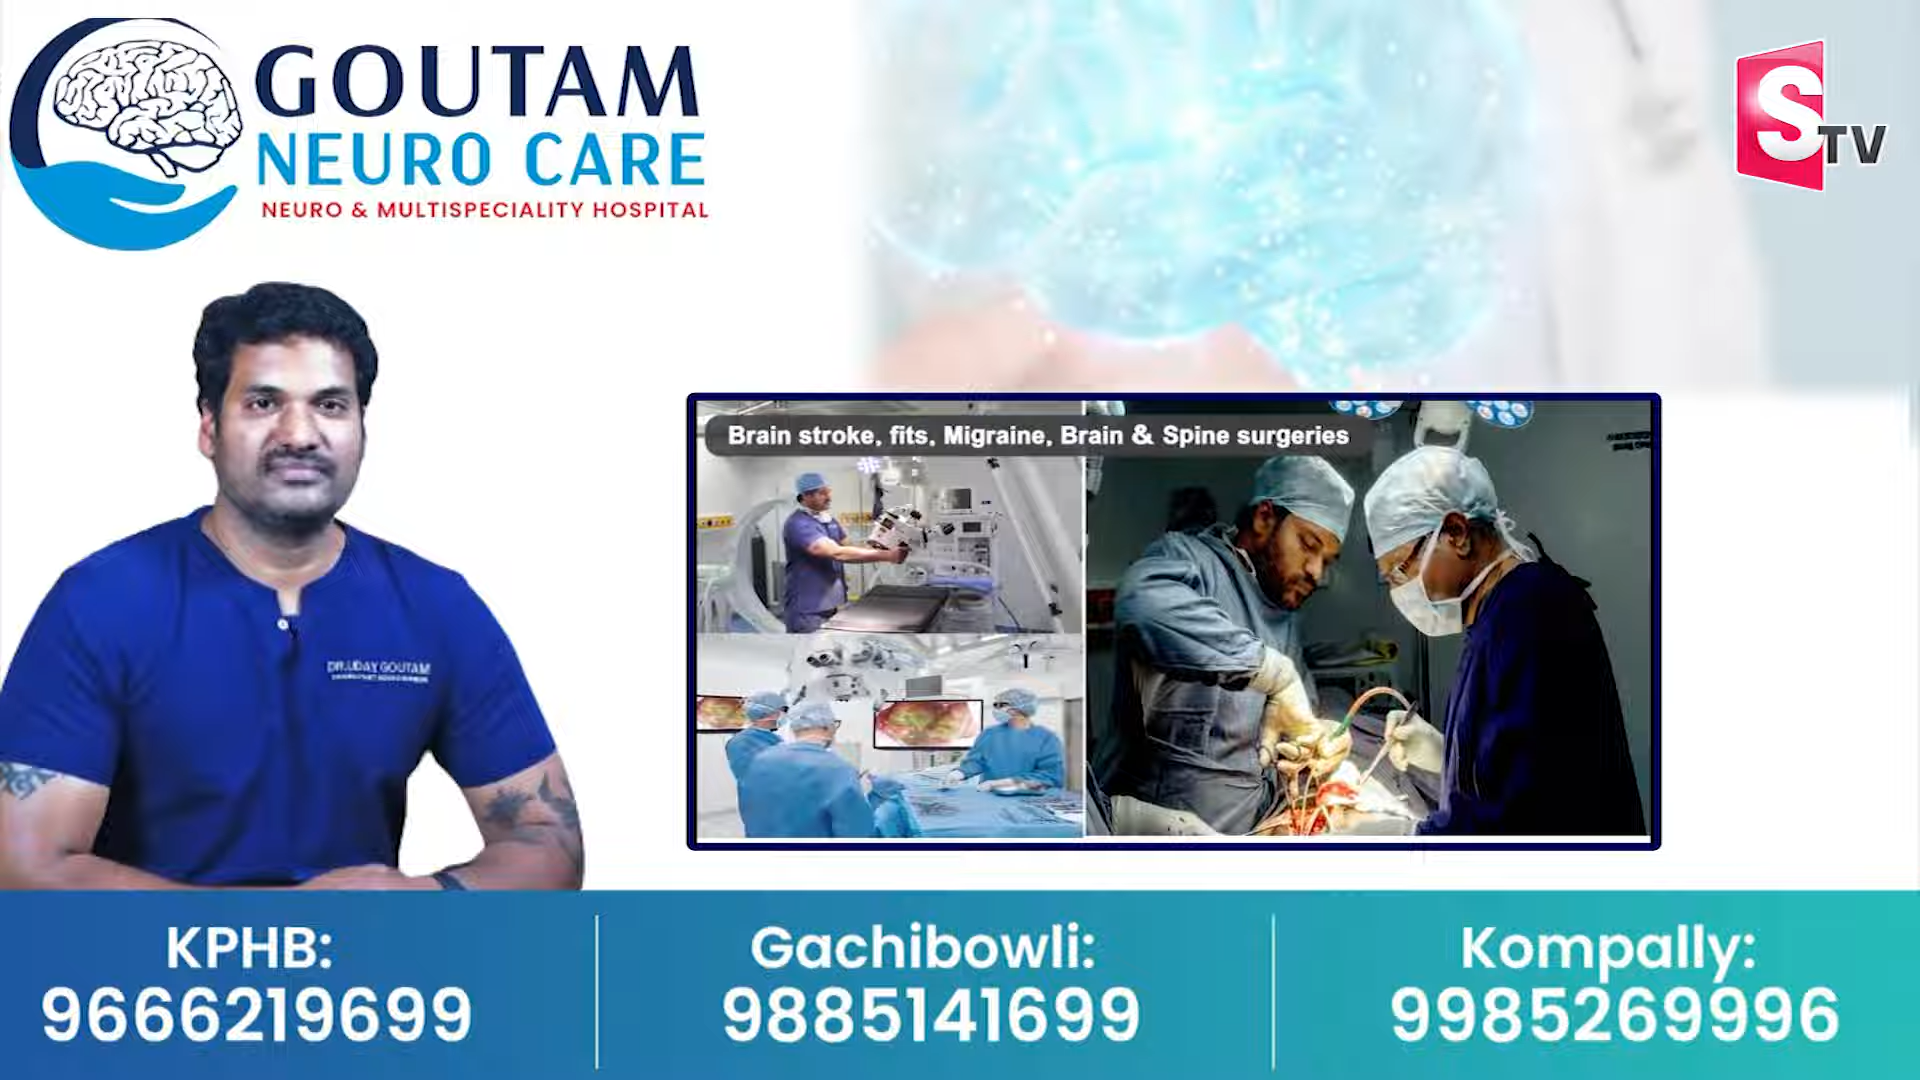 GOUTAM
NEURO CARE
NEURO & MULTISPECIALITY HOSPITAL
S
TV
Brain stroke, fits, Migraine, Brain & Spine surgeries
DR.UDAY GOUTAM
KPHB:
9666219699
Gachibowli:
9885141699
Kompally:
9985269996